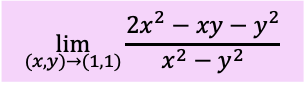 lim (x,y)→(1,1) (2x² − xy − y²) / (x² − y²)